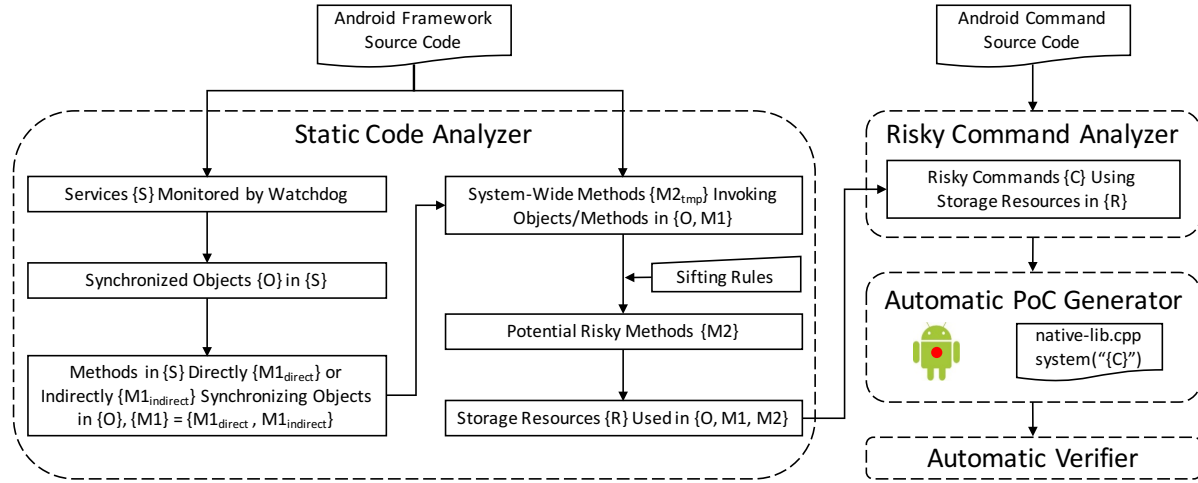 Android Framework
Source Code
Android Command
Source Code
Static Code Analyzer
Services {S} Monitored by Watchdog
Synchronized Objects {O} in {S}
Methods in {S} Directly {M1direct} or
Indirectly {M1indirect} Synchronizing Objects
in {O}, {M1} = {M1direct , M1indirect}
System-Wide Methods {M2tmp} Invoking
Objects/Methods in {O, M1}
Sifting Rules
Potential Risky Methods {M2}
Storage Resources {R} Used in {O, M1, M2}
Risky Command Analyzer
Risky Commands {C} Using
Storage Resources in {R}
Automatic PoC Generator
native-lib.cpp
system(“{C}”)
Automatic Verifier